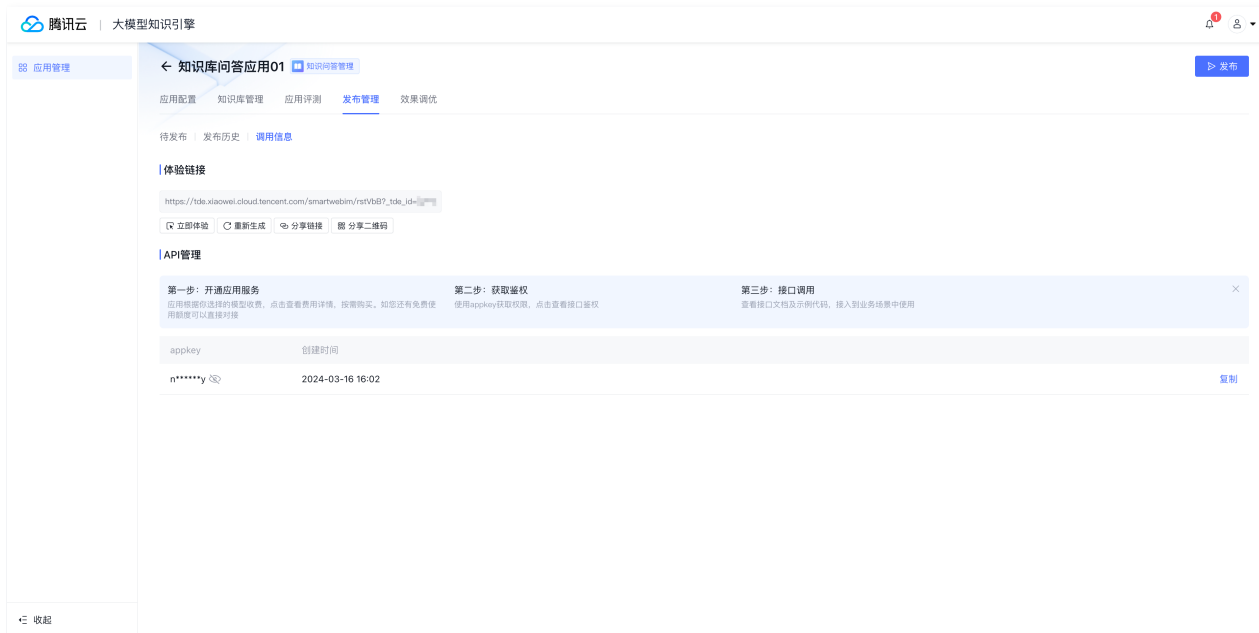 腾讯云 | 大模型知识引擎
1
应用管理
知识库问答应用01 知识问答管理
发布
应用配置 知识库管理 应用评测 发布管理 效果调优
待发布 发布历史 调用信息
体验链接
https://tde.xiaowei.cloud.tencent.com/smartwebim/rstVbB?_tde_id=
立即体验 重新生成 分享链接 分享二维码
API管理
第一步：开通应用服务
应用根据你选择的模型收费，点击查看费用详情，按需购买。如您还有免费使
用额度可以直接对接
第二步：获取鉴权
使用appkey获取权限，点击查看接口鉴权
第三步：接口调用
查看接口文档及示例代码，接入到业务场景中使用
appkey 创建时间
n******y 2024-03-16 16:02 复制
收起